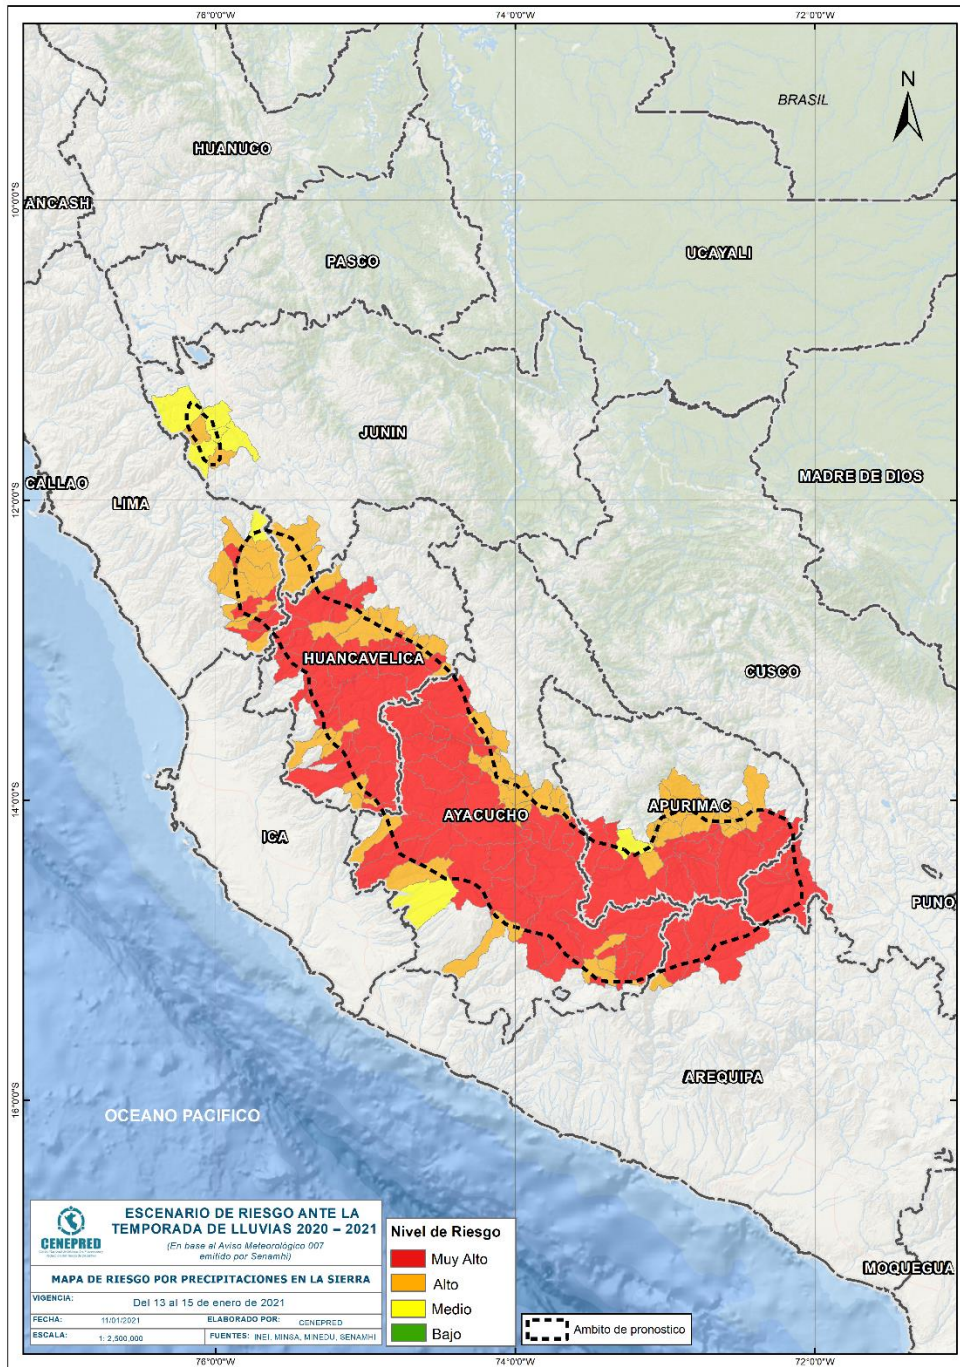 76°0'0"W
74°0'0"W
72°0'0"W
N
BRASIL
HUANUCO
10°0'0"S
ANCASH
UCAYALI
PASCO
JUNIN
CALLAO
MADRE DE DIOS
LIMA
12°0'0"S
HUANCAVELICA
CUSCO
14°0'0"S
APURIMAC
AYACUCHO
ICA
PUNO
AREQUIPA
16°0'0"S
OCEANO PACIFICO
MOQUEGUA
CENEPRED
ESCENARIO DE RIESGO ANTE LA
TEMPORADA DE LLUVIAS 2020 – 2021
(En base al Aviso Meteorológico 007
emitido por Senamhi)
MAPA DE RIESGO POR PRECIPITACIONES EN LA SIERRA
VIGENCIA: Del 13 al 15 de enero de 2021
FECHA: 11/01/2021 ELABORADO POR: CENEPRED
ESCALA: 1: 2,500,000 FUENTES: INEI, MINSA, MINEDU, SENAMHI
Nivel de Riesgo
Muy Alto
Alto
Medio
Bajo
Ambito de pronostico
76°0'0"W
74°0'0"W
72°0'0"W